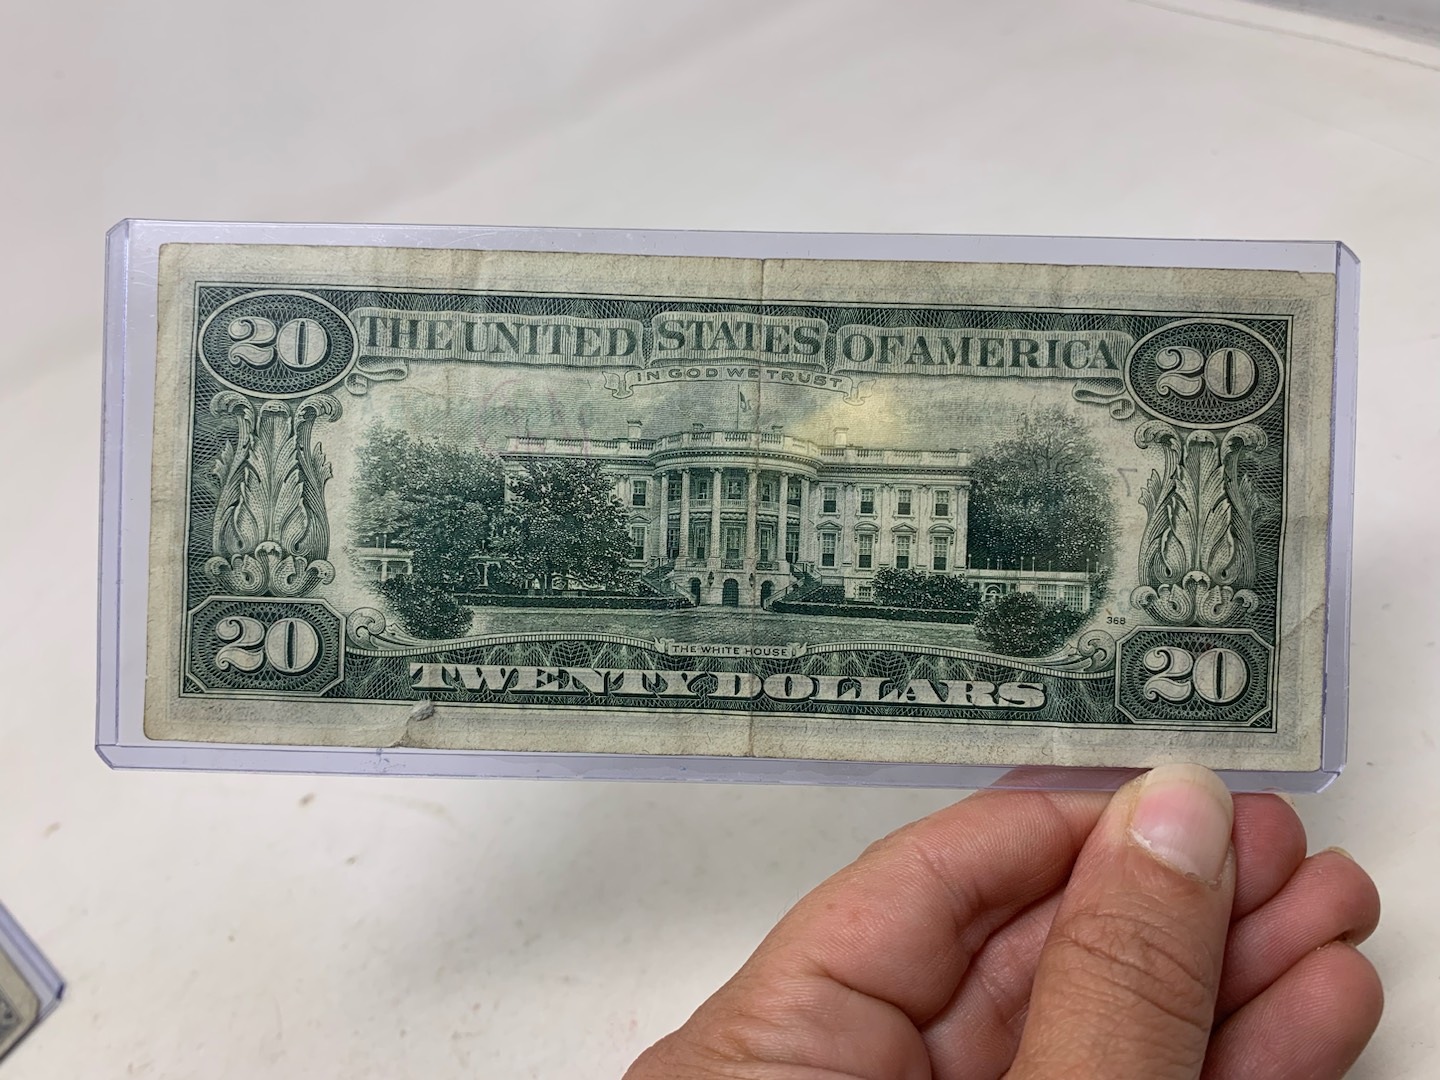 20 THE UNITED STATES OF AMERICA 20
IN GOD WE TRUST
368
THE WHITE HOUSE
20 TWENTY DOLLARS 20